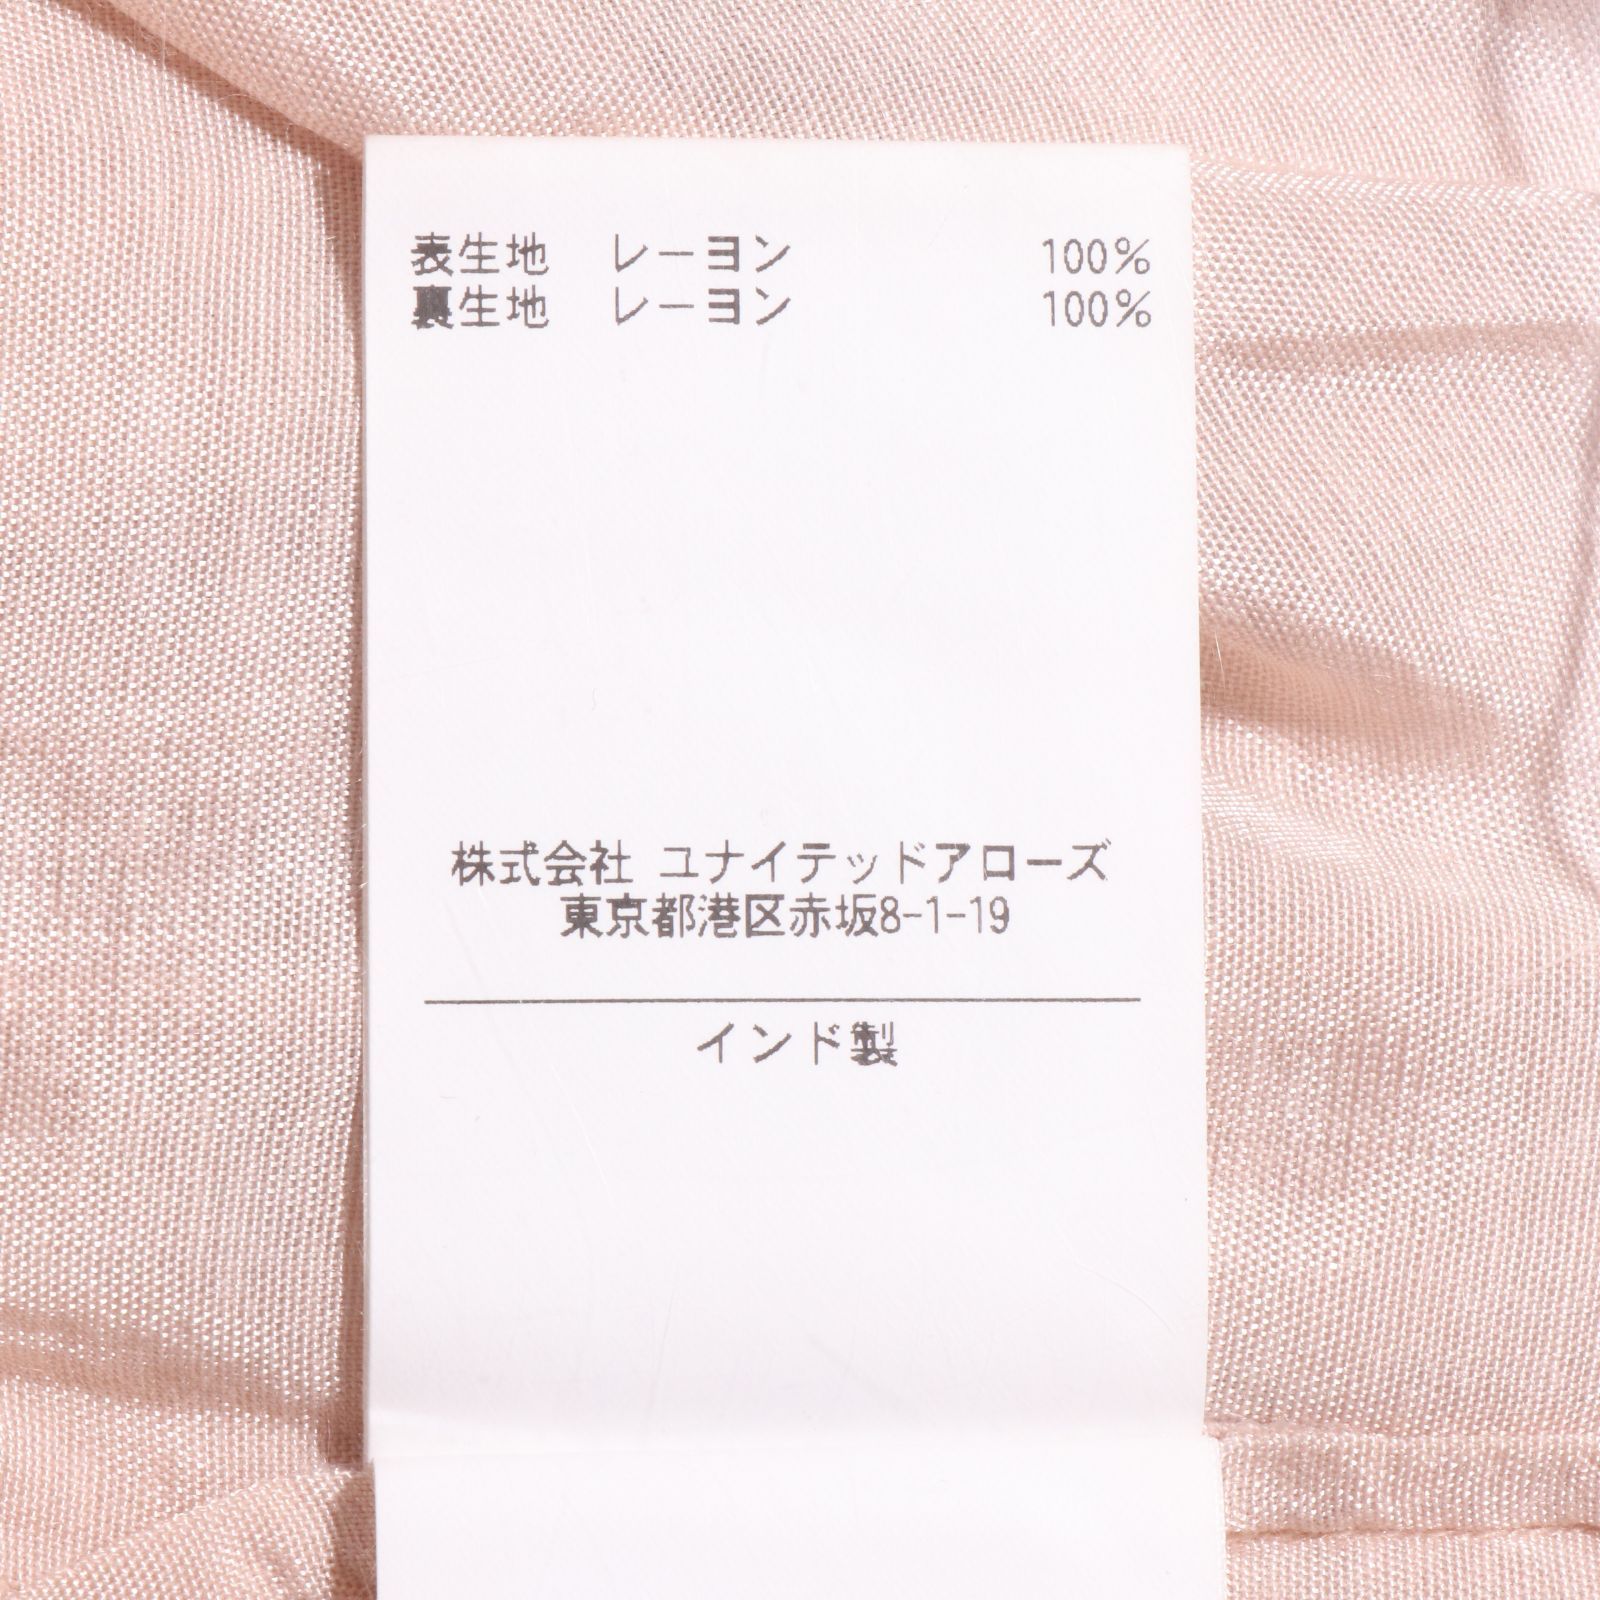 表生地　レーヨン　100%
裏生地　レーヨン　100%
株式会社 ユナイテッドアローズ
東京都港区赤坂8-1-19
インド製